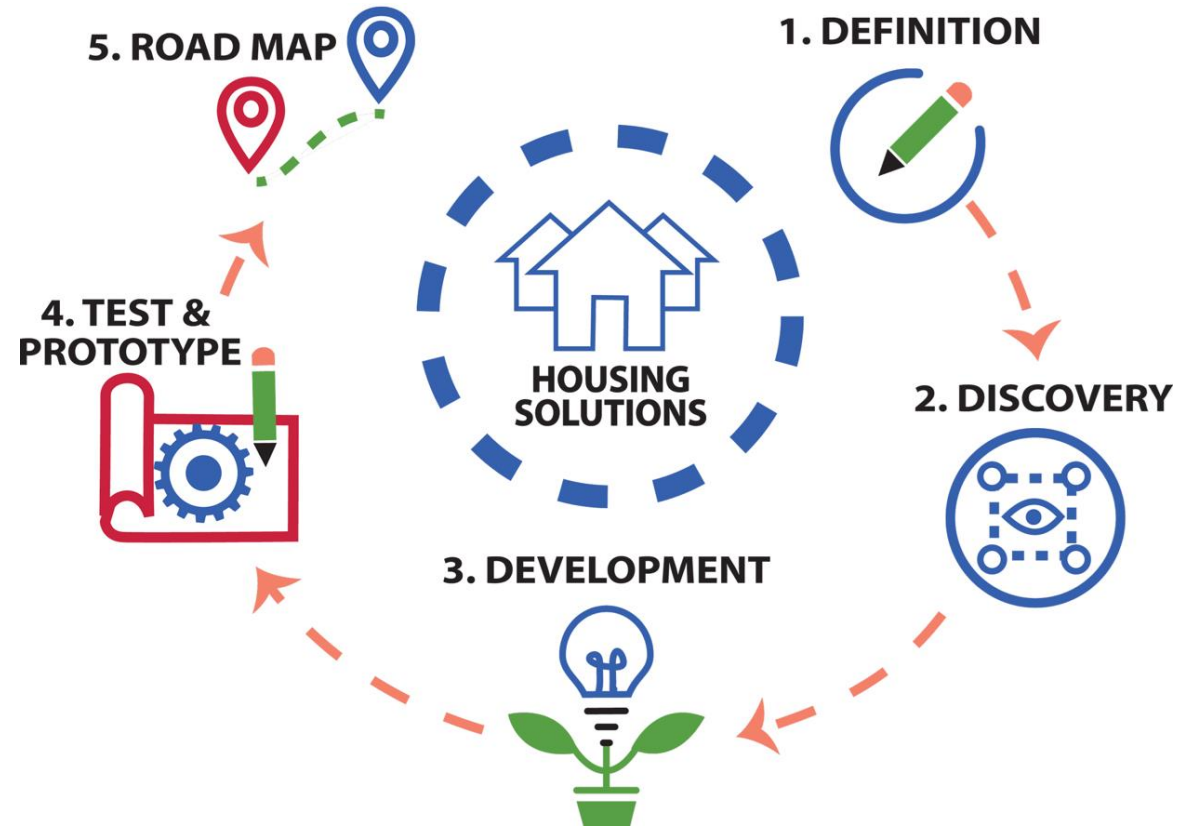 1. DEFINITION
2. DISCOVERY
3. DEVELOPMENT
4. TEST &
PROTOTYPE
5. ROAD MAP
HOUSING
SOLUTIONS